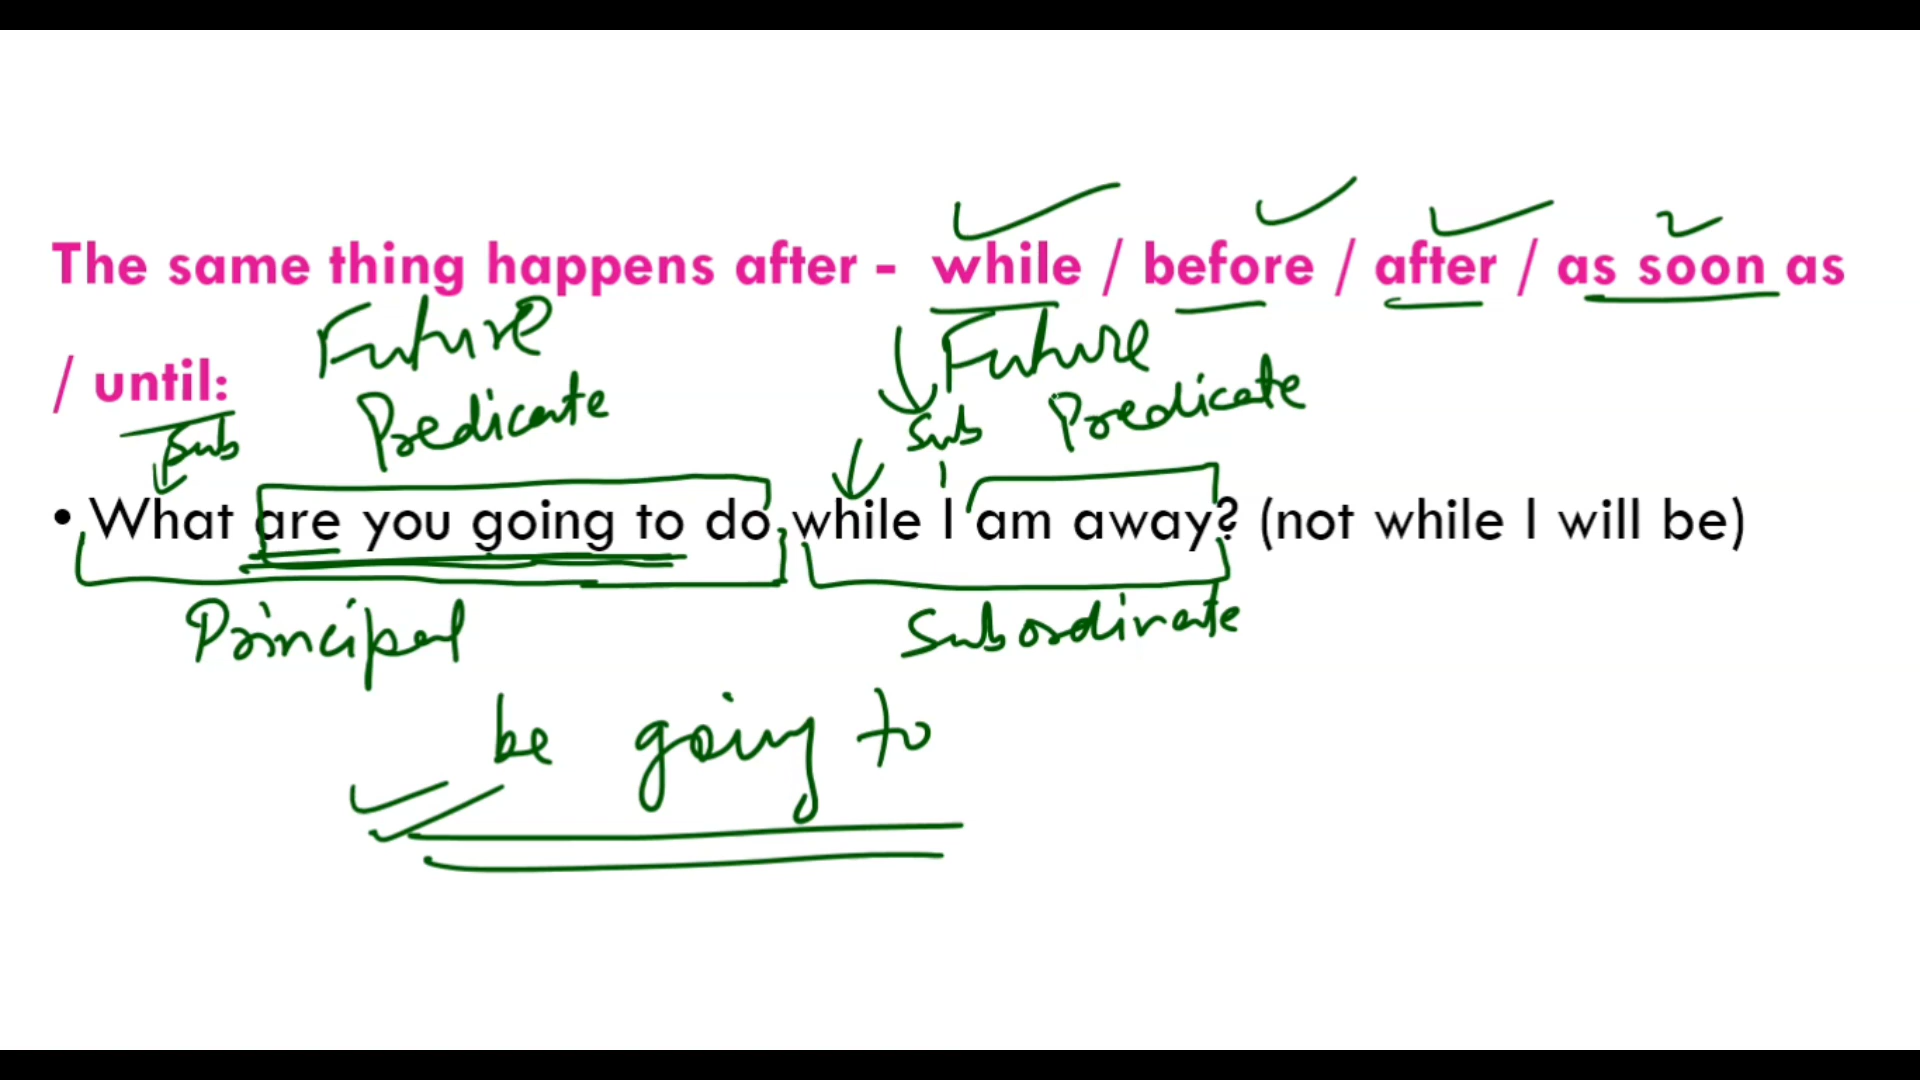 The same thing happens after - while / before / after / as soon as
/ until:
Future Future
Predicate Predicate
Sub Sub
• What are you going to do while I am away? (not while I will be)
Principal Subordinate
be going to